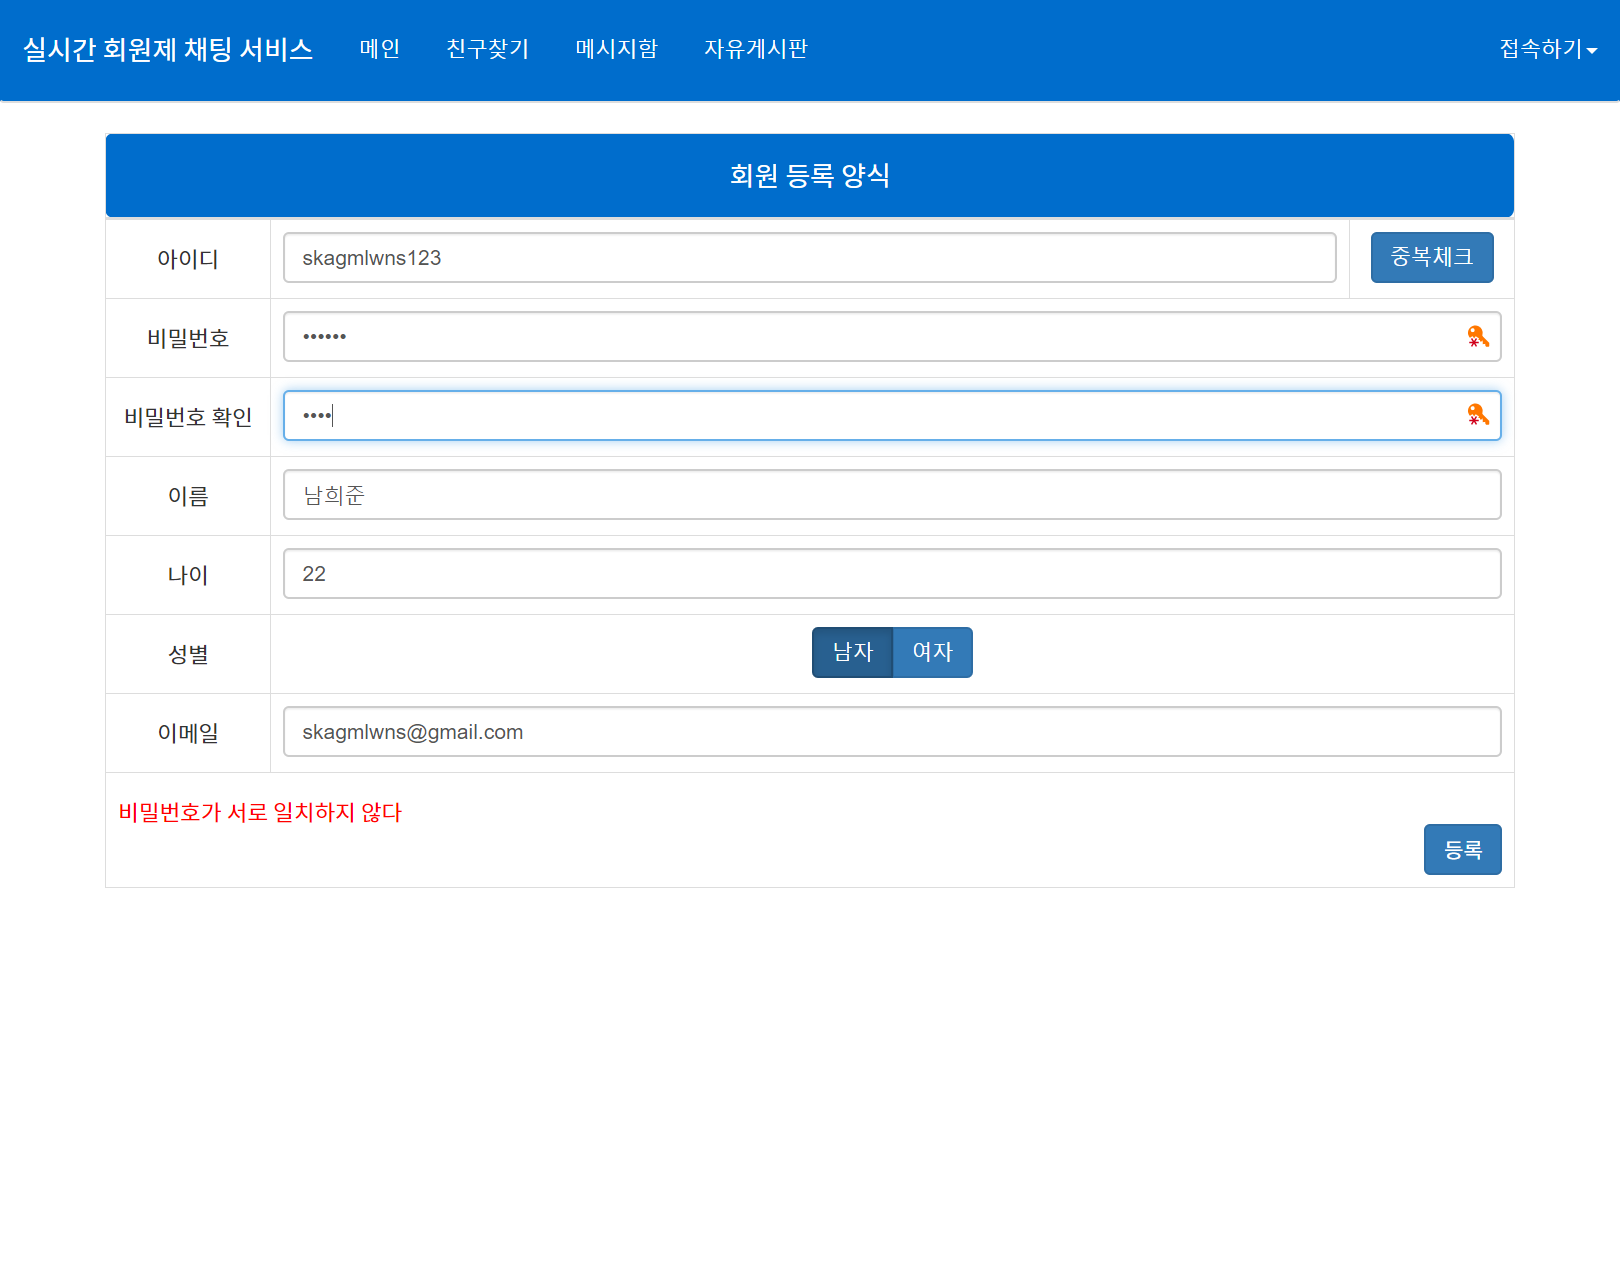 실시간 회원제 채팅 서비스 메인 친구찾기 메시지함 자유게시판 접속하기
회원 등록 양식
아이디 skagmlwns123 중복체크
비밀번호 ••••••
비밀번호 확인 ••••
이름 남희준
나이 22
성별 남자 여자
이메일 skagmlwns@gmail.com
비밀번호가 서로 일치하지 않다
등록